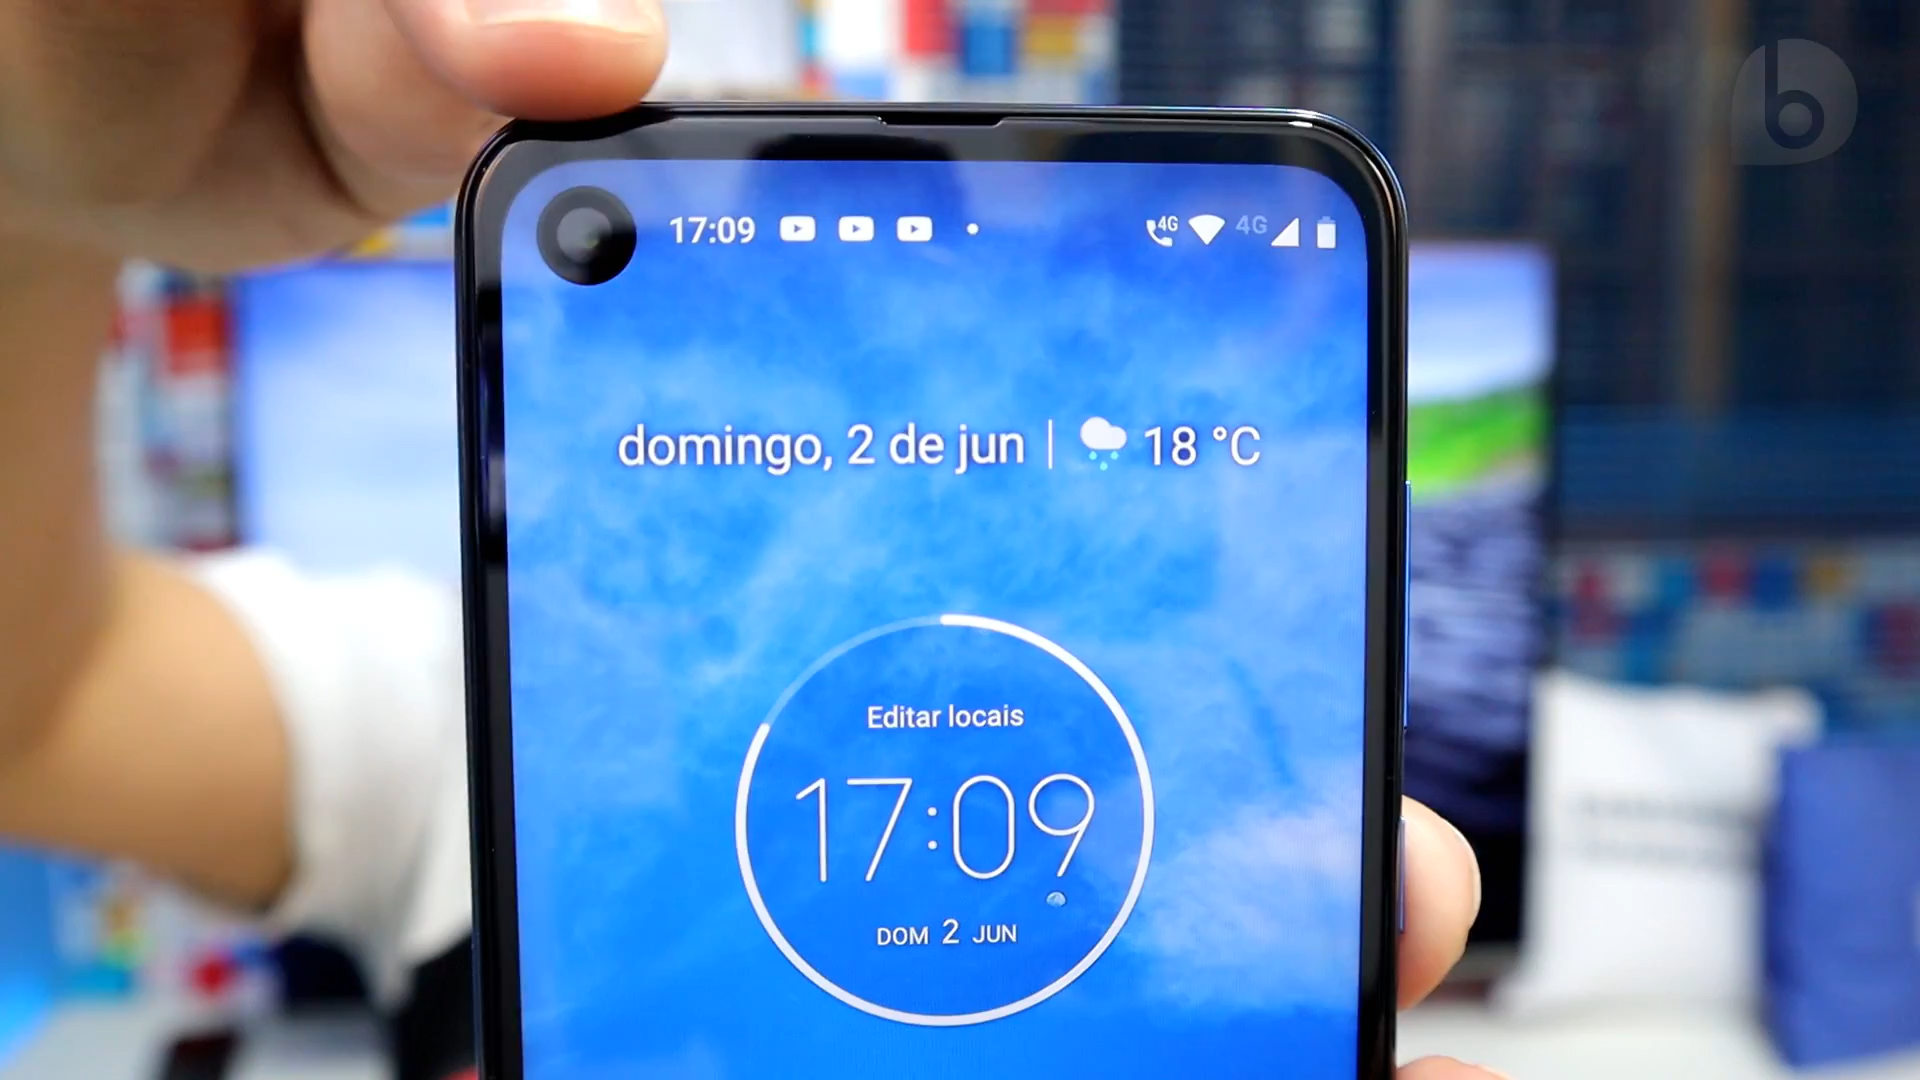 17:09 4G 4G
domingo, 2 de jun | 18 °C
Editar locais
17:09
DOM 2 JUN
b